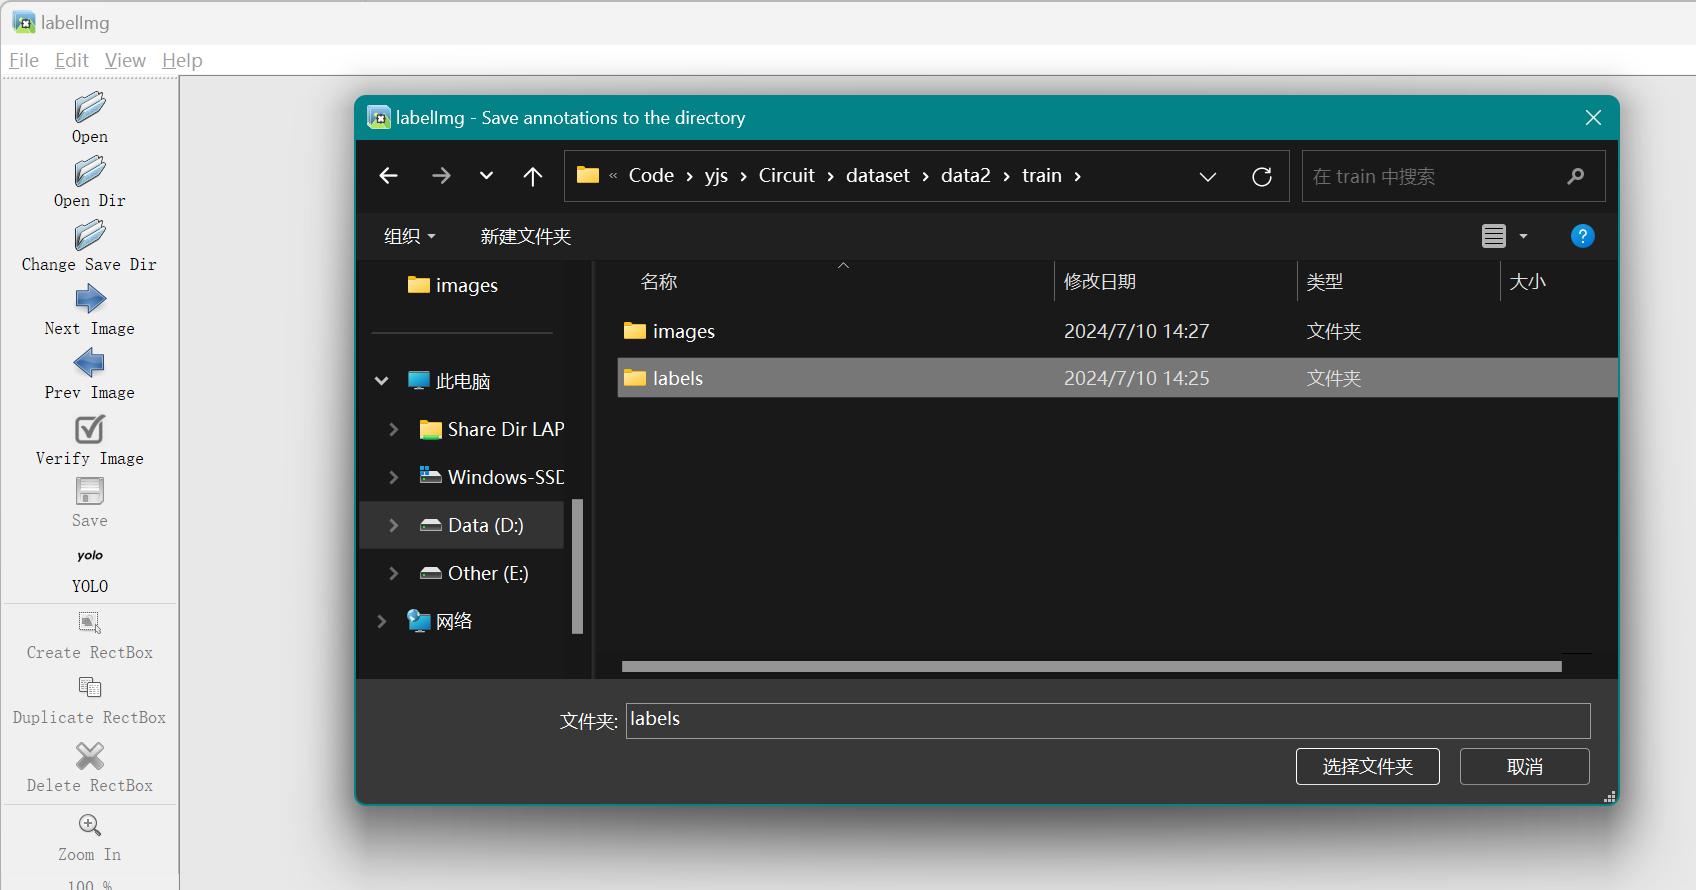 labelImg
File Edit View Help
Open
Open Dir
Change Save Dir
Next Image
Prev Image
Verify Image
Save
yolo
YOLO
Create RectBox
Duplicate RectBox
Delete RectBox
Zoom In
100 %
labelImg - Save annotations to the directory
« Code › yjs › Circuit › dataset › data2 › train ›
在 train 中搜索
组织 新建文件夹
?
images
此电脑
Share Dir LAP
Windows-SSD
Data (D:)
Other (E:)
网络
名称 修改日期 类型 大小
images 2024/7/10 14:27 文件夹
labels 2024/7/10 14:25 文件夹
文件夹: labels
选择文件夹 取消